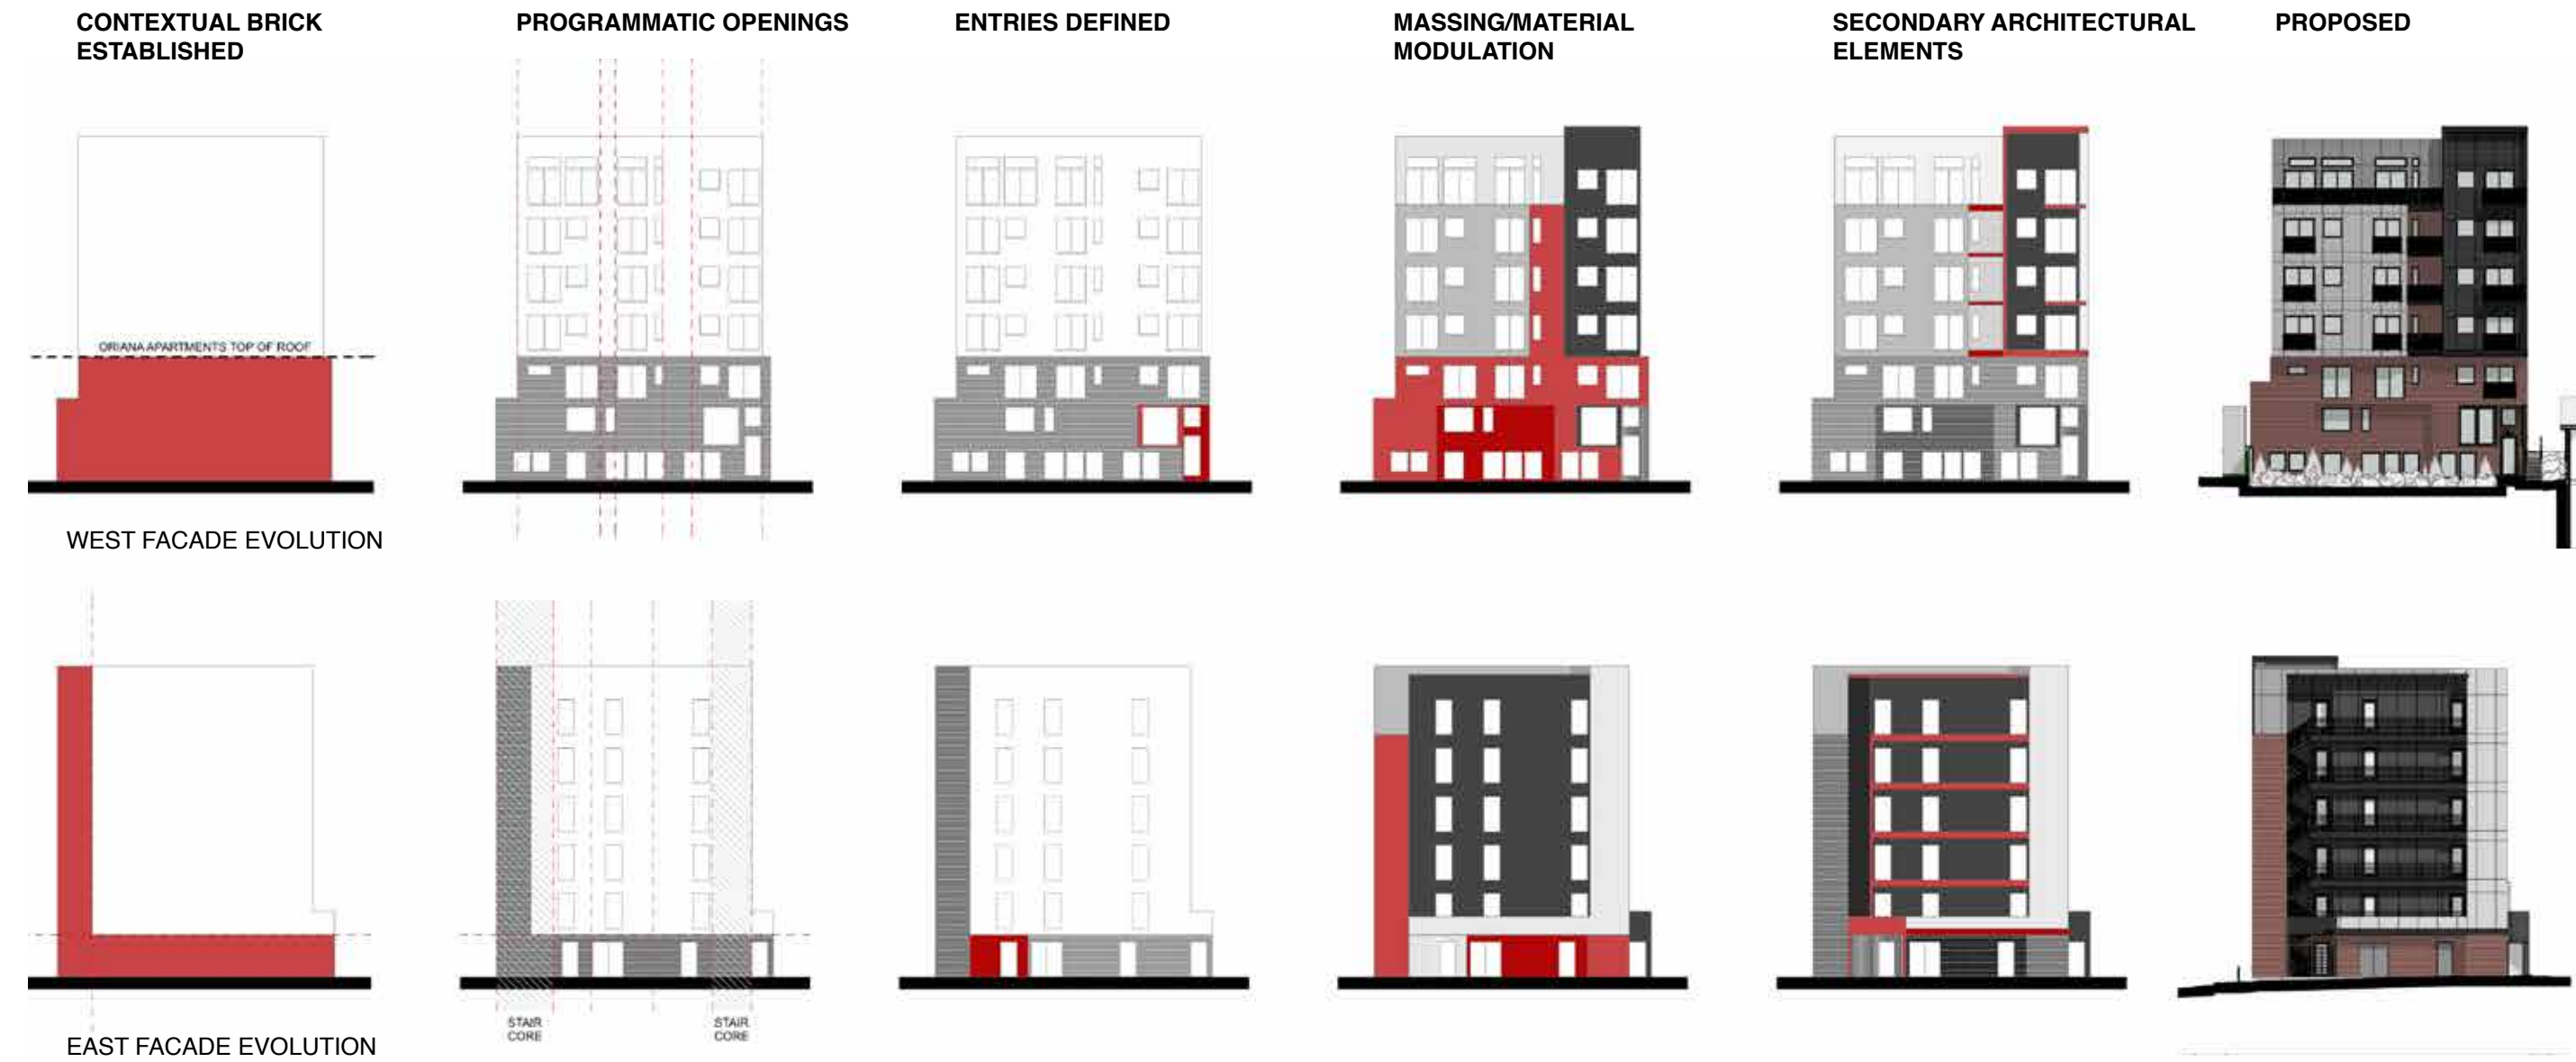 CONTEXTUAL BRICK
ESTABLISHED
PROGRAMMATIC OPENINGS
ENTRIES DEFINED
MASSING/MATERIAL
MODULATION
SECONDARY ARCHITECTURAL
ELEMENTS
PROPOSED
ORIANA APARTMENTS TOP OF ROOF
WEST FACADE EVOLUTION
STAIR
CORE
STAIR
CORE
EAST FACADE EVOLUTION